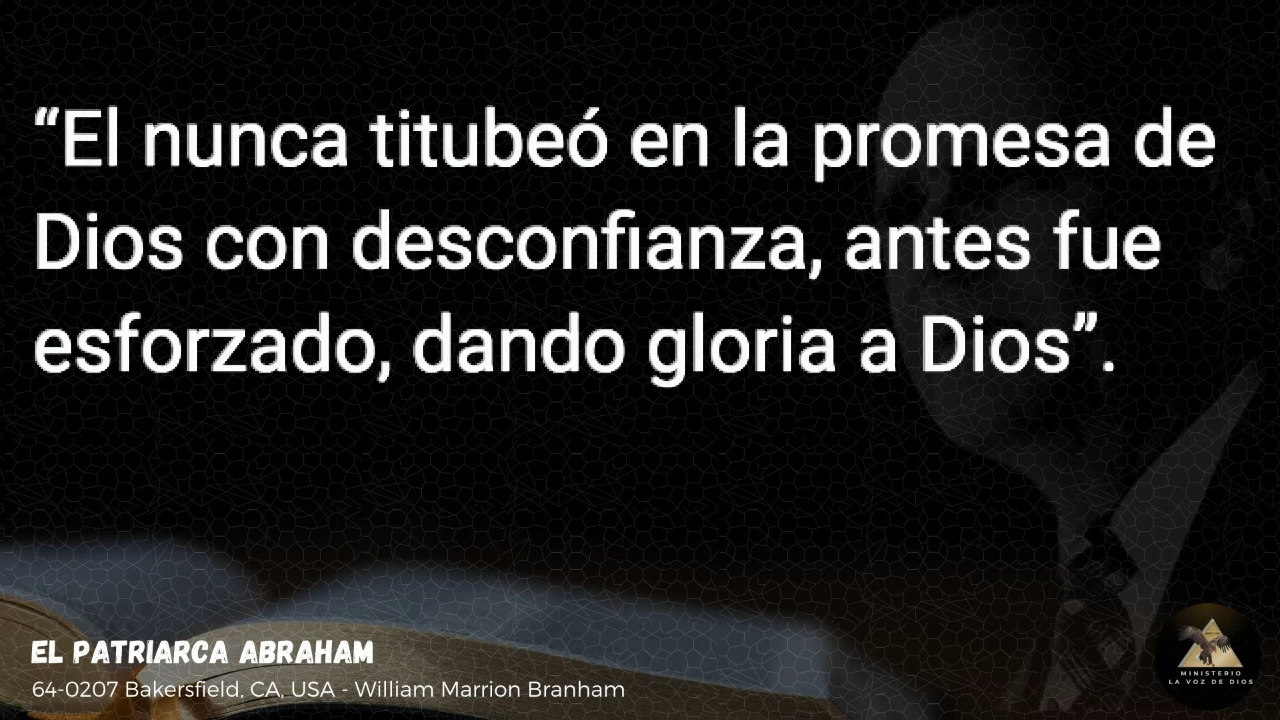 “El nunca titubeó en la promesa de
Dios con desconfianza, antes fue
esforzado, dando gloria a Dios”.
EL PATRIARCA ABRAHAM
64-0207 Bakersfield, CA, USA - William Marrion Branham
MINISTERIO
LA VOZ DE DIOS